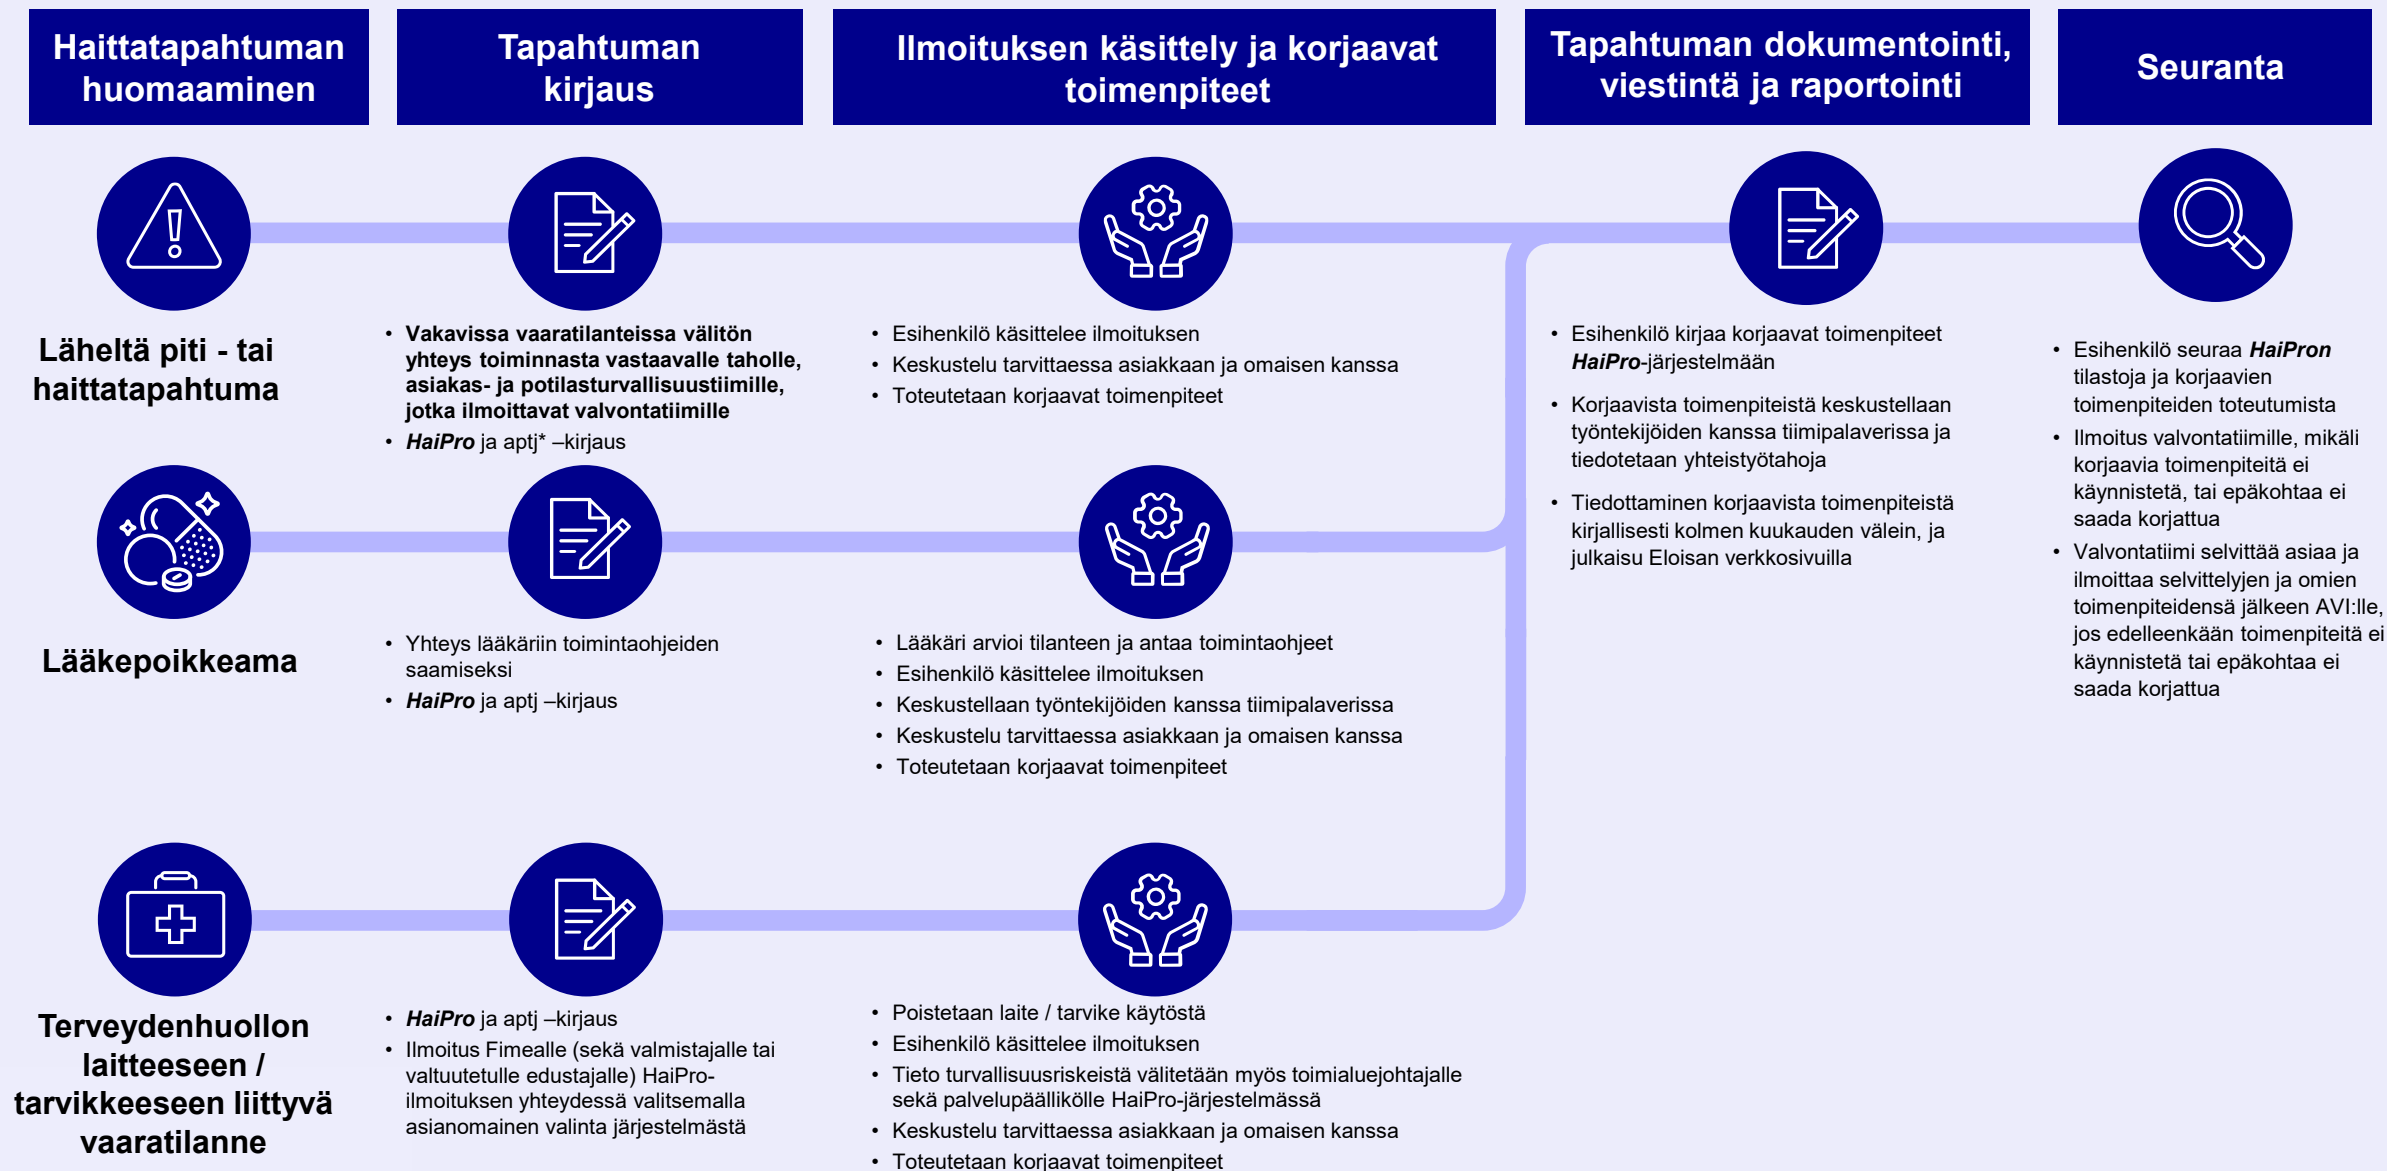 Haittatapahtuman
huomaaminen
Tapahtuman
kirjaus
Ilmoituksen käsittely ja korjaavat
toimenpiteet
Tapahtuman dokumentointi,
viestintä ja raportointi
Seuranta
Läheltä piti - tai
haittatapahtuma
• Vakavissa vaaratilanteissa välitön
yhteys toiminnasta vastaavalle taholle,
asiakas- ja potilasturvallisuustiimille,
jotka ilmoittavat valvontatiimille
• HaiPro ja aptj* –kirjaus
• Esihenkilö käsittelee ilmoituksen
• Keskustelu tarvittaessa asiakkaan ja omaisen kanssa
• Toteutetaan korjaavat toimenpiteet
• Esihenkilö kirjaa korjaavat toimenpiteet
HaiPro-järjestelmään
• Korjaavista toimenpiteistä keskustellaan
työntekijöiden kanssa tiimipalaverissa ja
tiedotetaan yhteistyötahoja
• Tiedottaminen korjaavista toimenpiteistä
kirjallisesti kolmen kuukauden välein, ja
julkaisu Eloisan verkkosivuilla
• Esihenkilö seuraa HaiPron
tilastoja ja korjaavien
toimenpiteiden toteutumista
• Ilmoitus valvontatiimille, mikäli
korjaavia toimenpiteitä ei
käynnistetä, tai epäkohtaa ei
saada korjattua
• Valvontatiimi selvittää asiaa ja
ilmoittaa selvittelyjen ja omien
toimenpiteidensä jälkeen AVI:lle,
jos edelleenkään toimenpiteitä ei
käynnistetä tai epäkohtaa ei
saada korjattua
Lääkepoikkeama
• Yhteys lääkäriin toimintaohjeiden
saamiseksi
• HaiPro ja aptj –kirjaus
• Lääkäri arvioi tilanteen ja antaa toimintaohjeet
• Esihenkilö käsittelee ilmoituksen
• Keskustellaan työntekijöiden kanssa tiimipalaverissa
• Keskustelu tarvittaessa asiakkaan ja omaisen kanssa
• Toteutetaan korjaavat toimenpiteet
Terveydenhuollon
laitteeseen /
tarvikkeeseen liittyvä
vaaratilanne
• HaiPro ja aptj –kirjaus
• Ilmoitus Fimealle (sekä valmistajalle tai
valtuutetulle edustajalle) HaiPro-
ilmoituksen yhteydessä valitsemalla
asianomainen valinta järjestelmästä
• Poistetaan laite / tarvike käytöstä
• Esihenkilö käsittelee ilmoituksen
• Tieto turvallisuusriskeistä välitetään myös toimialuejohtajalle
sekä palvelupäällikölle HaiPro-järjestelmässä
• Keskustelu tarvittaessa asiakkaan ja omaisen kanssa
• Toteutetaan korjaavat toimenpiteet